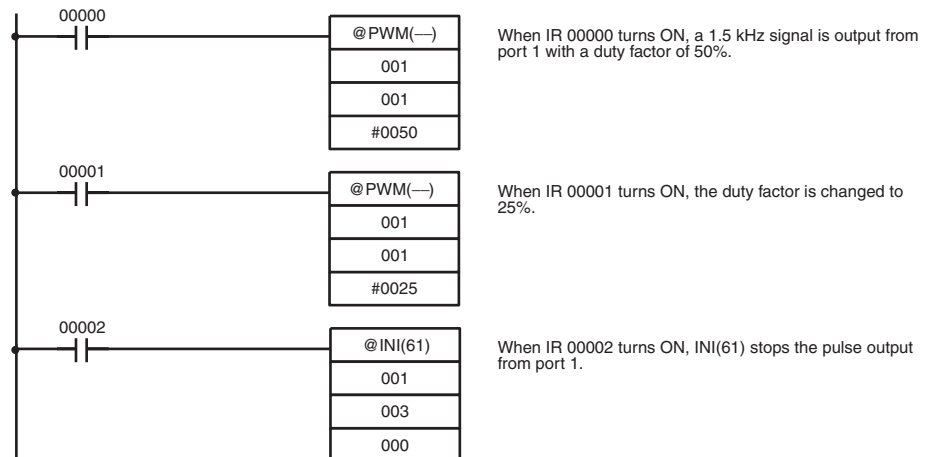 00000
@PWM(––)
001
001
#0050
When IR 00000 turns ON, a 1.5 kHz signal is output from
port 1 with a duty factor of 50%.
00001
@PWM(––)
001
001
#0025
When IR 00001 turns ON, the duty factor is changed to
25%.
00002
@INI(61)
001
003
000
When IR 00002 turns ON, INI(61) stops the pulse output
from port 1.